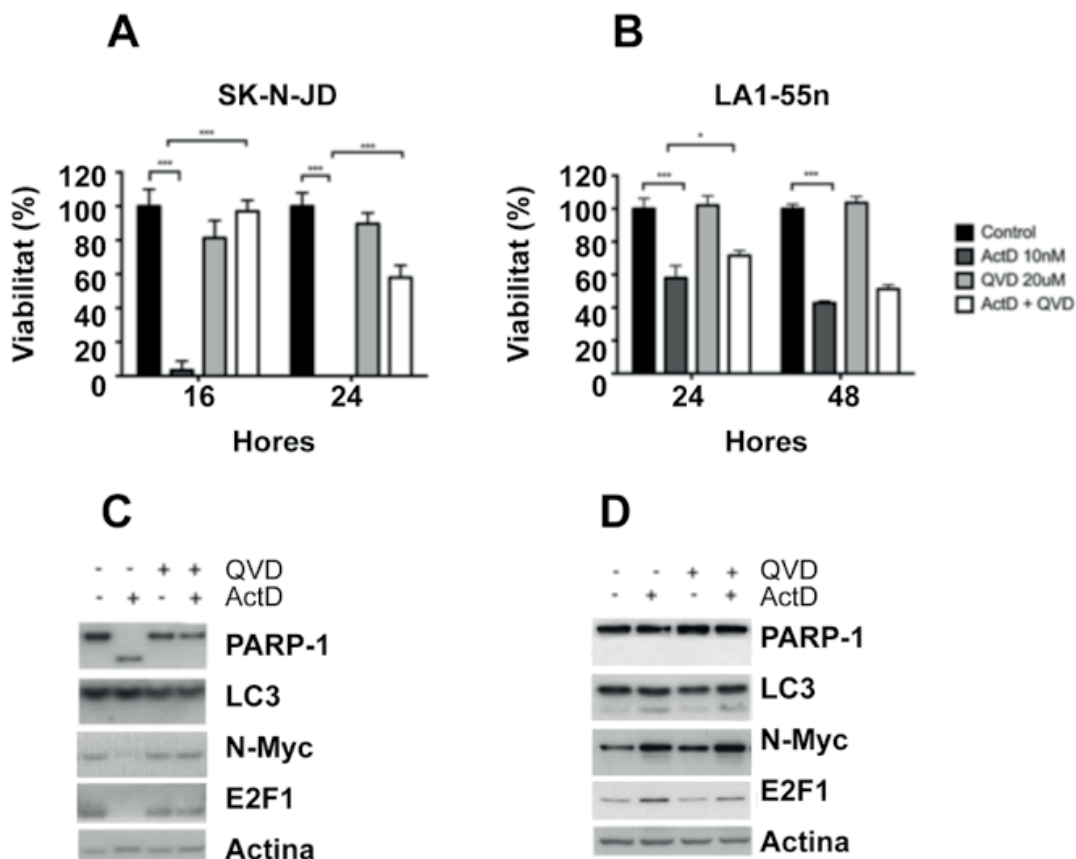 A
B
SK-N-JD
LA1-55n
*** *** *** ***
*** * ***
Viabilitat (%)
120
100
80
60
40
20
0
16 24
Hores
Viabilitat (%)
120
100
80
60
40
20
0
24 48
Hores
Control
ActD 10nM
QVD 20uM
ActD + QVD
C
D
- - + + QVD
- + - + ActD
PARP-1
LC3
N-Myc
E2F1
Actina
- - + + QVD
- + - + ActD
PARP-1
LC3
N-Myc
E2F1
Actina